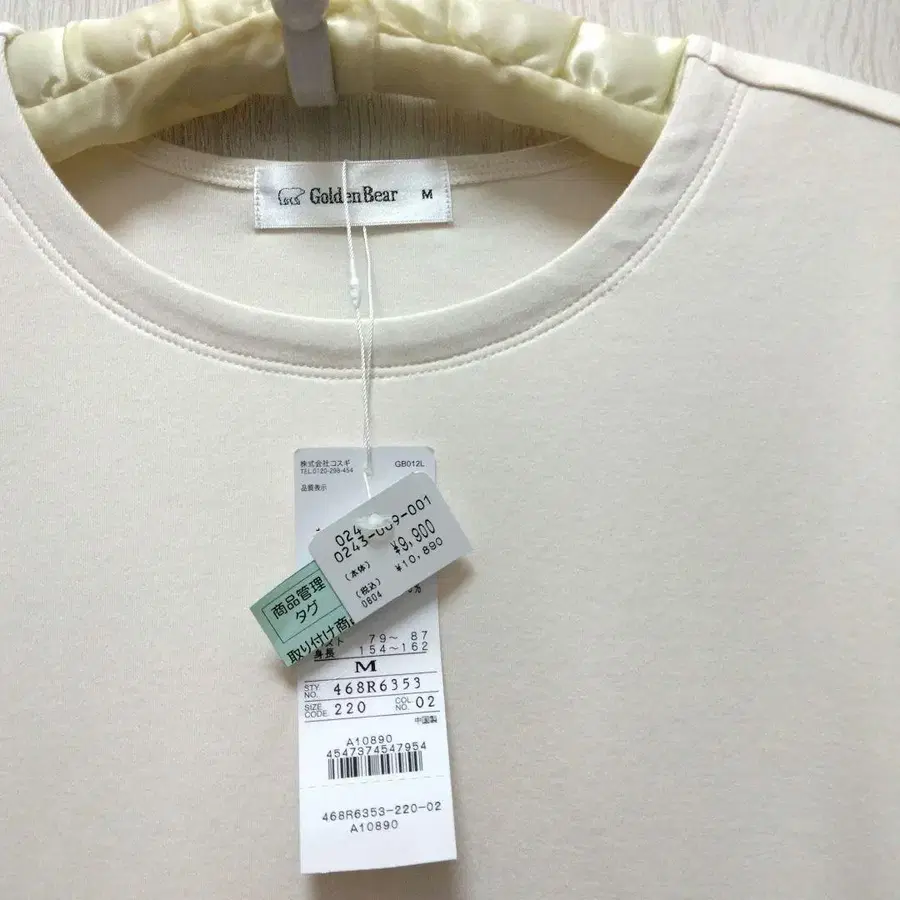 GoldenBear M
株式会社コスギ GB012L
TEL.0120-298-454
品質表示
024
0243-009-001
(本体) ¥9,900
(税込) ¥10,890
0804
%
商品管理
タグ
取り付け商
79～ 87
身長 154～162
M
STY. NO. 468R6353
SIZE CODE. 220 COL. NO. 02
中国製
A10890
4547374547954
468R6353-220-02
A10890